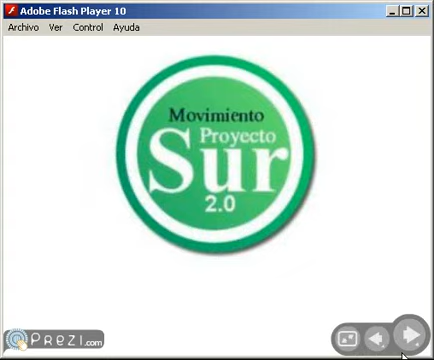 Adobe Flash Player 10
Archivo Ver Control Ayuda
Movimiento
Proyecto
Sur
2.0
PREZI.com